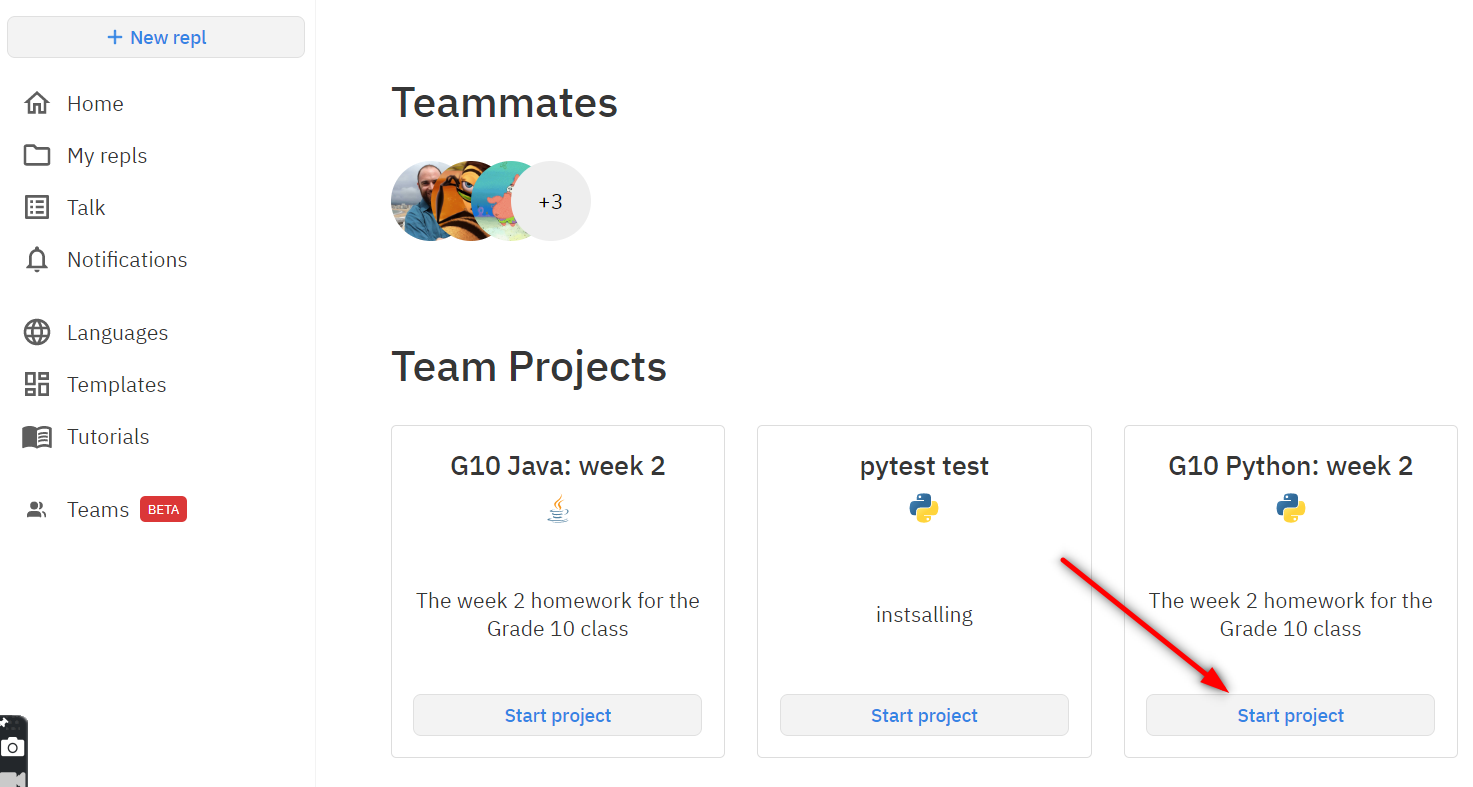 + New repl
Home
My repls
Talk
Notifications
Languages
Templates
Tutorials
Teams BETA
Teammates
+3
Team Projects
G10 Java: week 2
The week 2 homework for the
Grade 10 class
Start project
pytest test
instsalling
Start project
G10 Python: week 2
The week 2 homework for the
Grade 10 class
Start project